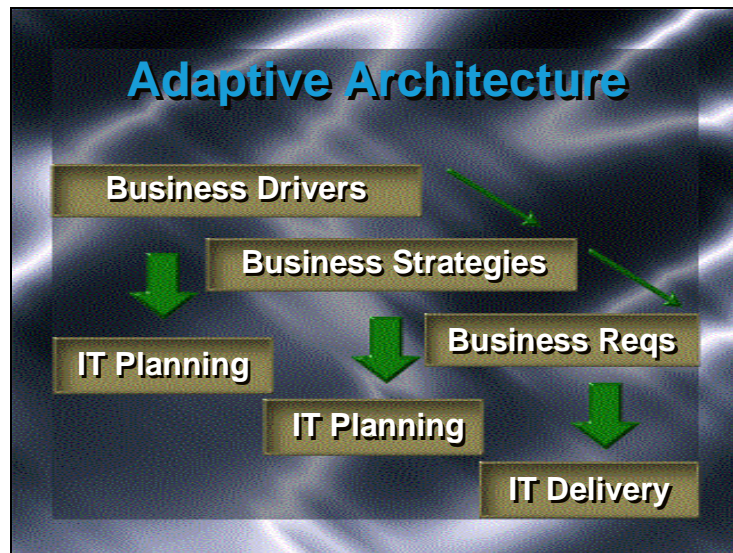 Adaptive Architecture
Business Drivers
Business Strategies
Business Reqs
IT Planning
IT Planning
IT Delivery